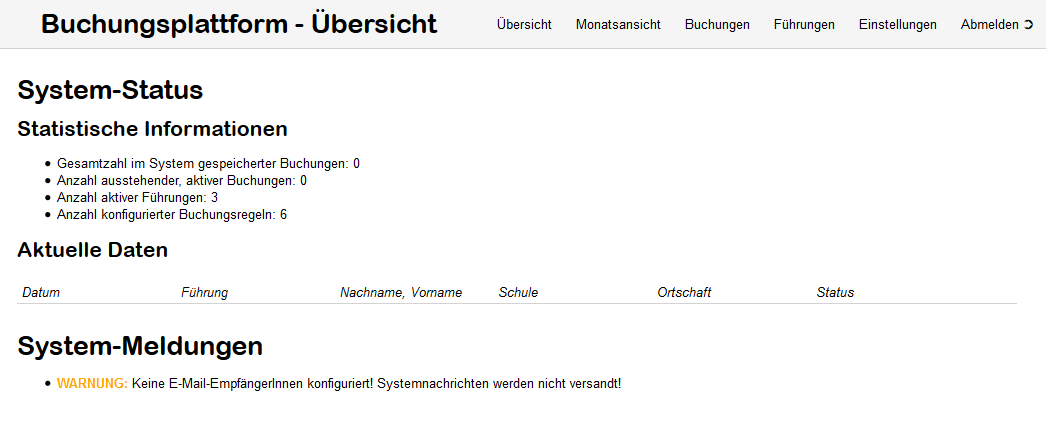 Buchungsplattform - Übersicht
Übersicht Monatsansicht Buchungen Führungen Einstellungen Abmelden ➲
System-Status
Statistische Informationen
• Gesamtzahl im System gespeicherter Buchungen: 0
• Anzahl ausstehender, aktiver Buchungen: 0
• Anzahl aktiver Führungen: 3
• Anzahl konfigurierter Buchungsregeln: 6
Aktuelle Daten
Datum Führung Nachname, Vorname Schule Ortschaft Status
System-Meldungen
• WARNUNG: Keine E-Mail-EmpfängerInnen konfiguriert! Systemnachrichten werden nicht versandt!